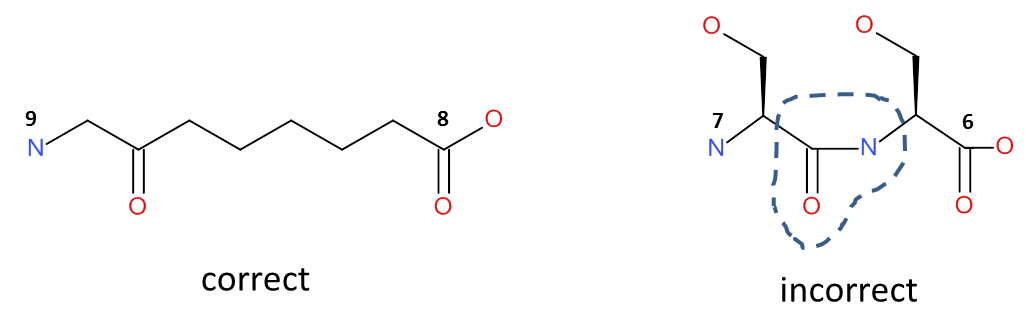 O O
9 8 O 7 6
N N N O
O O O O
correct incorrect